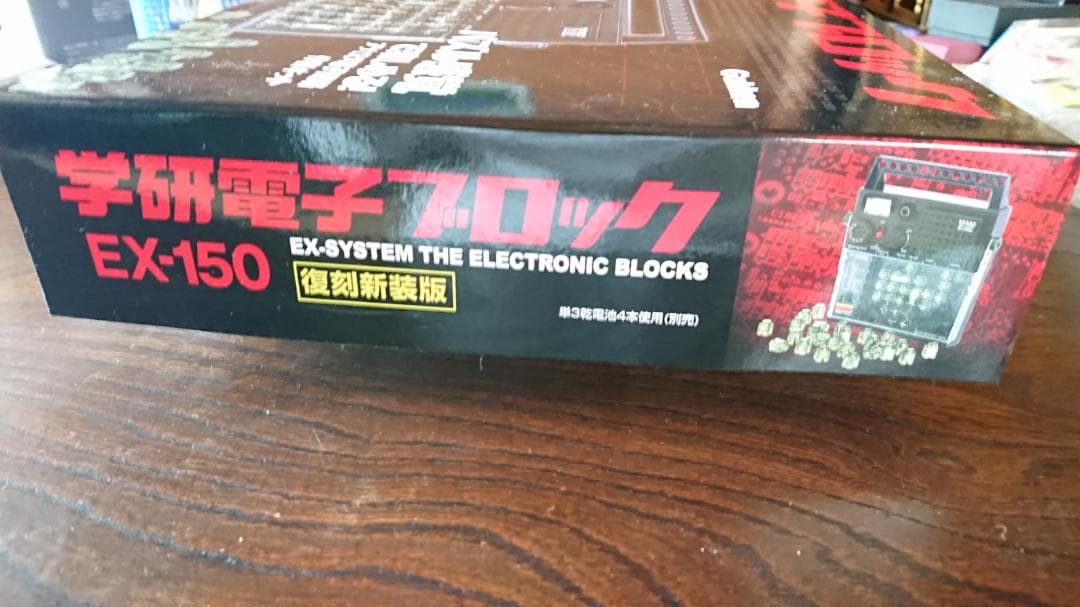 学研電子ブロック
EX-150
EX-SYSTEM THE ELECTRONIC BLOCKS
復刻新装版
単3乾電池4本使用(別売)
Gakken